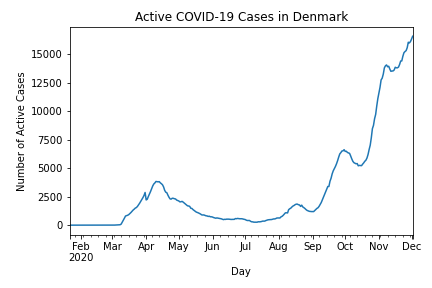 Active COVID-19 Cases in Denmark
Number of Active Cases
15000
12500
10000
7500
5000
2500
0
Feb Mar Apr May Jun Jul Aug Sep Oct Nov Dec
2020
Day